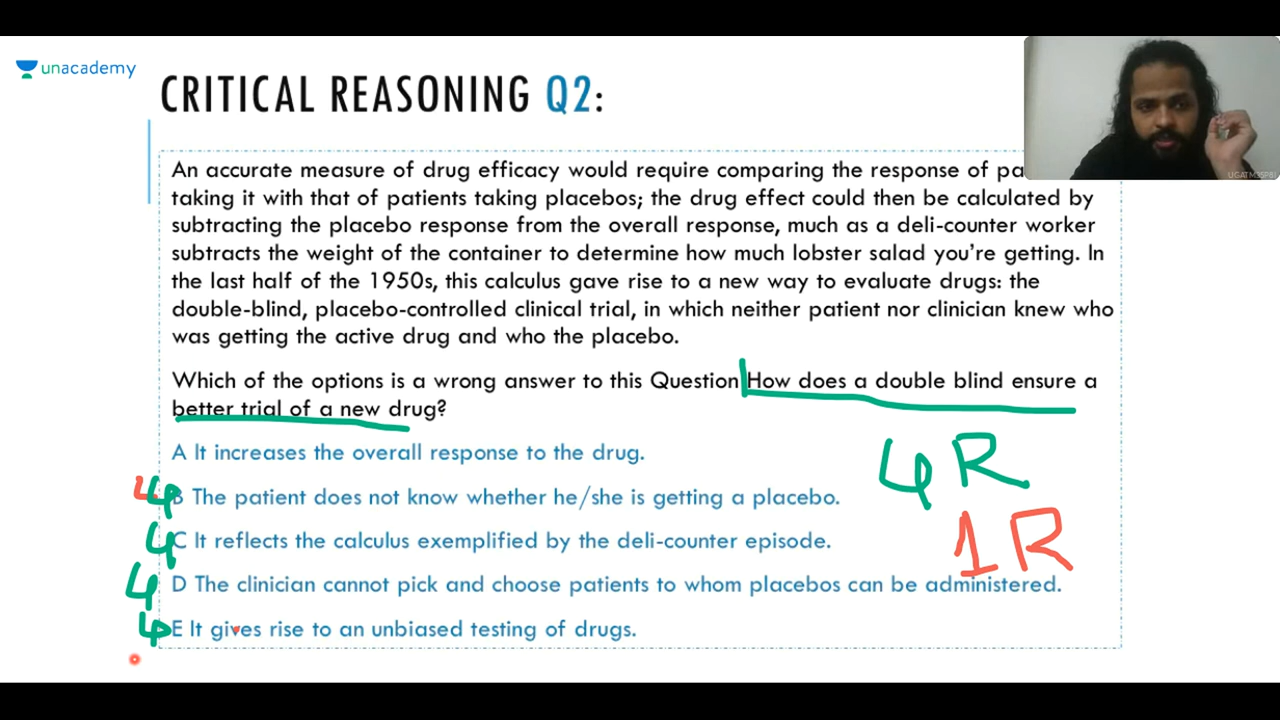 unacademy
CRITICAL REASONING Q2:
An accurate measure of drug efficacy would require comparing the response of pa
taking it with that of patients taking placebos; the drug effect could then be calculated by
subtracting the placebo response from the overall response, much as a deli-counter worker
subtracts the weight of the container to determine how much lobster salad you're getting. In
the last half of the 1950s, this calculus gave rise to a new way to evaluate drugs: the
double-blind, placebo-controlled clinical trial, in which neither patient nor clinician knew who
was getting the active drug and who the placebo.
Which of the options is a wrong answer to this Question How does a double blind ensure a
better trial of a new drug?
A It increases the overall response to the drug.
4 B The patient does not know whether he/she is getting a placebo.
4 C It reflects the calculus exemplified by the deli-counter episode.
4 D The clinician cannot pick and choose patients to whom placebos can be administered.
4 E It gives rise to an unbiased testing of drugs.
4 R
1 R